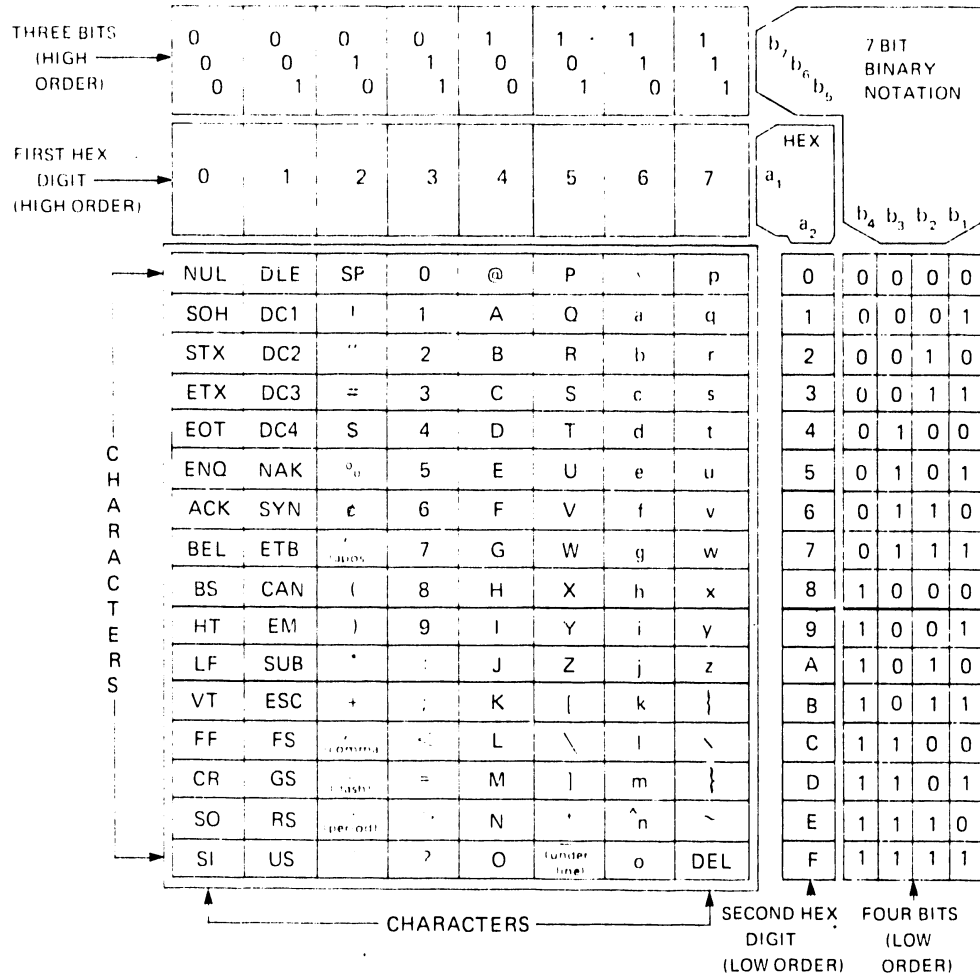 THREE BITS (HIGH ORDER)
0 0 0 0 1 1 1 1
0 0 1 1 0 0 1 1
0 1 0 1 0 1 0 1
b7 b6 b5
7 BIT BINARY NOTATION
FIRST HEX DIGIT (HIGH ORDER)
0 1 2 3 4 5 6 7
HEX
a1
a2
b4 b3 b2 b1
CHARACTERS
NUL DLE SP 0 @ P ` p 0 0 0 0 0
SOH DC1 ! 1 A Q a q 1 0 0 0 1
STX DC2 " 2 B R b r 2 0 0 1 0
ETX DC3 = 3 C S c s 3 0 0 1 1
EOT DC4 S 4 D T d t 4 0 1 0 0
ENQ NAK % 5 E U e u 5 0 1 0 1
ACK SYN ¢ 6 F V f v 6 0 1 1 0
BEL ETB 7 G W g w 7 0 1 1 1
BS CAN ( 8 H X h x 8 1 0 0 0
HT EM ) 9 I Y i y 9 1 0 0 1
LF SUB : J Z j z A 1 0 1 0
VT ESC + ; K [ k } B 1 0 1 1
FF FS (comma) < L \ l \ C 1 1 0 0
CR GS = M ] m } D 1 1 0 1
SO RS (period) N ^n ~ E 1 1 1 0
SI US ? O (under line) o DEL F 1 1 1 1
CHARACTERS
SECOND HEX DIGIT (LOW ORDER)
FOUR BITS (LOW ORDER)